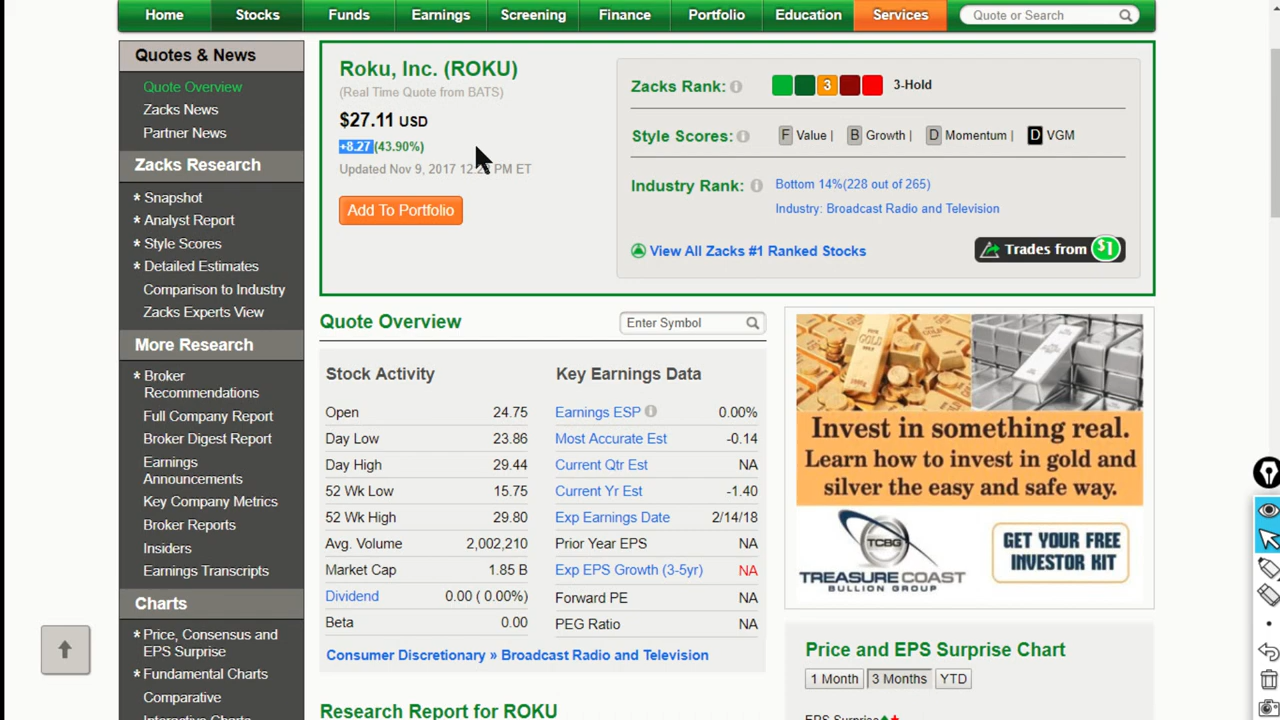 Home Stocks Funds Earnings Screening Finance Portfolio Education Services Quote or Search
Quotes & News
Quote Overview
Zacks News
Partner News
Zacks Research
* Snapshot
* Analyst Report
* Style Scores
* Detailed Estimates
Comparison to Industry
Zacks Experts View
More Research
* Broker
Recommendations
Full Company Report
Broker Digest Report
Earnings
Announcements
Key Company Metrics
Broker Reports
Insiders
Earnings Transcripts
Charts
* Price, Consensus and
EPS Surprise
* Fundamental Charts
Comparative
Roku, Inc. (ROKU)
(Real Time Quote from BATS)
$27.11 USD
+8.27 (43.90%)
Updated Nov 9, 2017 PM ET
Add To Portfolio
Zacks Rank: 3 3-Hold
Style Scores: F Value | B Growth | D Momentum | D VGM
Industry Rank: Bottom 14%(228 out of 265)
Industry: Broadcast Radio and Television
View All Zacks #1 Ranked Stocks
Trades from $1
Quote Overview
Enter Symbol
Stock Activity
Open 24.75
Day Low 23.86
Day High 29.44
52 Wk Low 15.75
52 Wk High 29.80
Avg. Volume 2,002,210
Market Cap 1.85 B
Dividend 0.00 ( 0.00%)
Beta 0.00
Key Earnings Data
Earnings ESP 0.00%
Most Accurate Est -0.14
Current Qtr Est NA
Current Yr Est -1.40
Exp Earnings Date 2/14/18
Prior Year EPS NA
Exp EPS Growth (3-5yr) NA
Forward PE NA
PEG Ratio NA
Consumer Discretionary » Broadcast Radio and Television
Research Report for ROKU
GOLD
Invest in something real.
Learn how to invest in gold and
silver the easy and safe way.
TCBG
TREASURE COAST
BULLION GROUP
GET YOUR FREE
INVESTOR KIT
Price and EPS Surprise Chart
1 Month 3 Months YTD
EPS Surprise